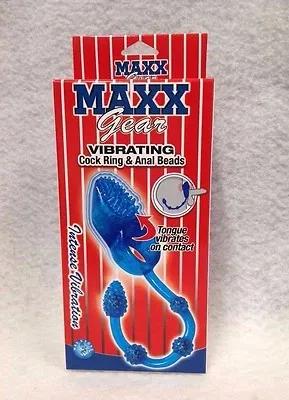 MAXX
Gear
MAXX
Gear
VIBRATING
Cock Ring & Anal Beads
Tongue
vibrates
on contact
Intense Vibration